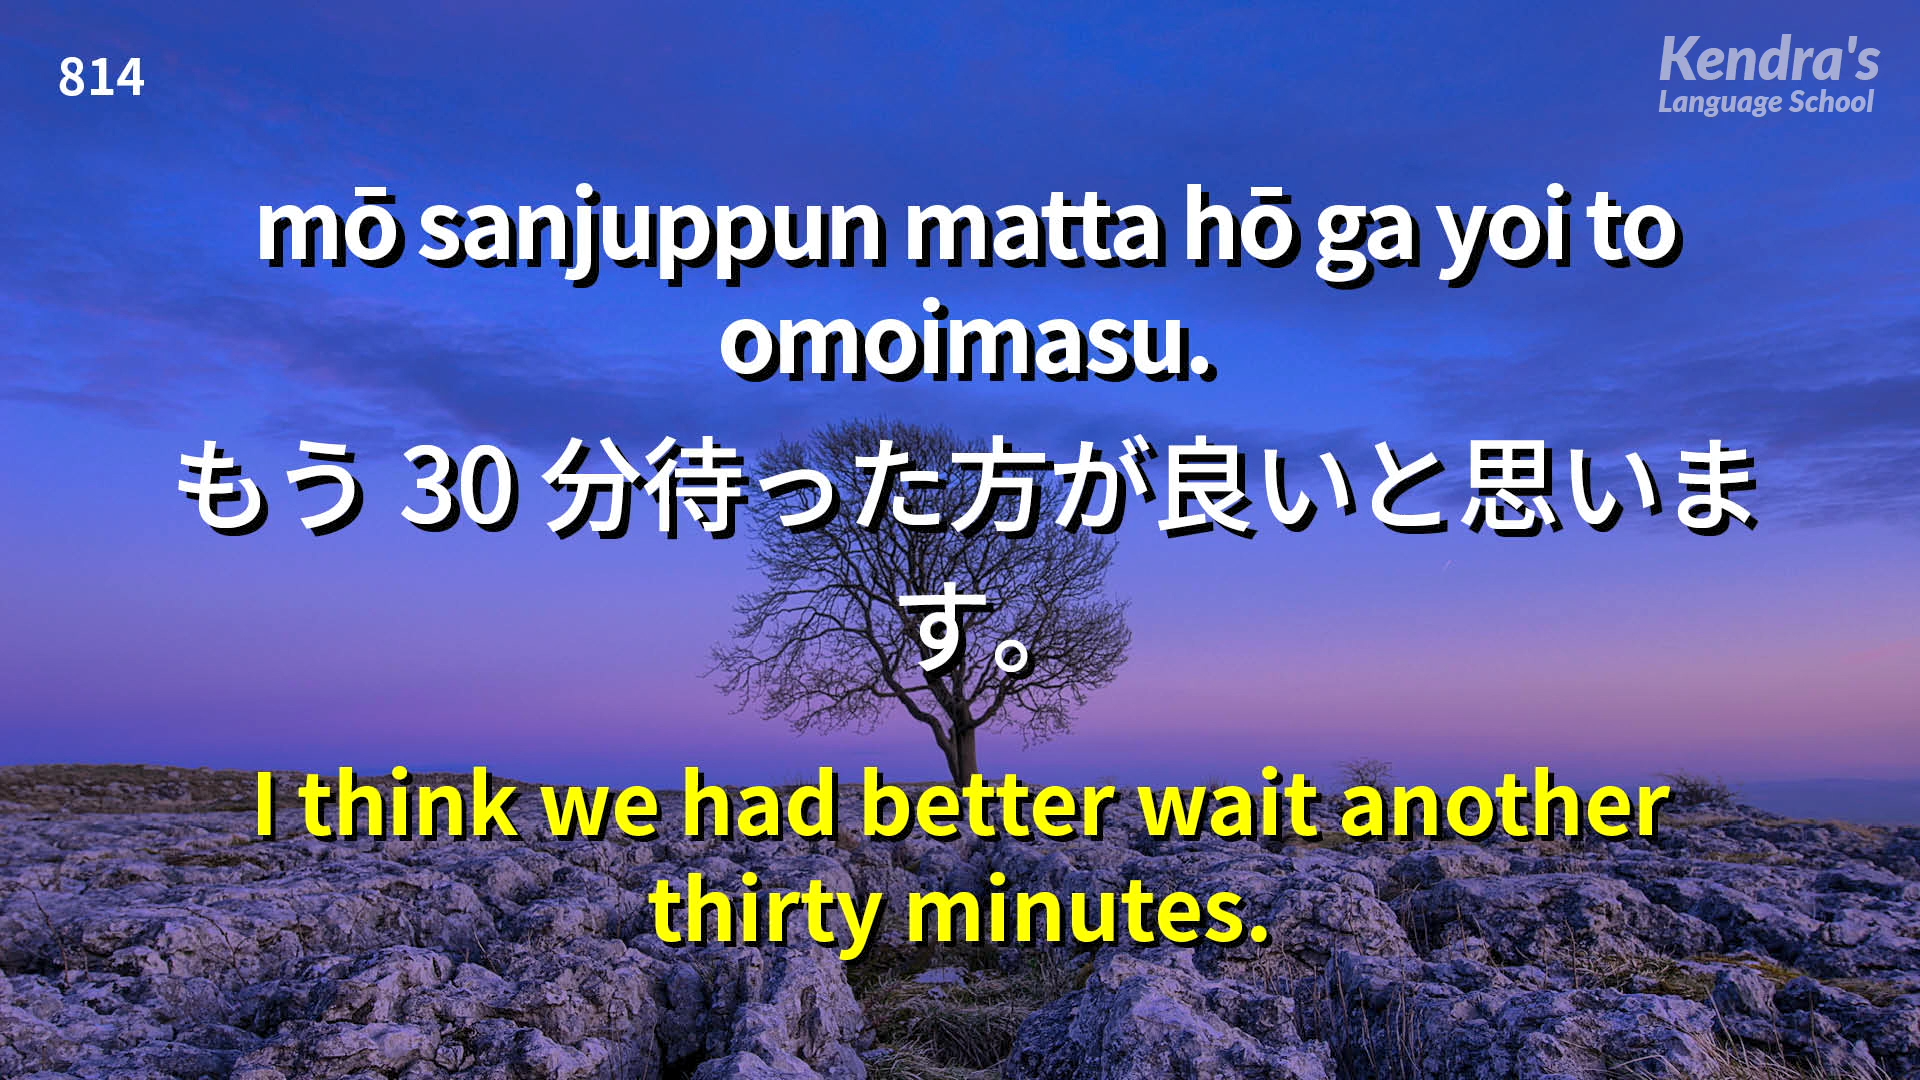 814
Kendra's
Language School
mō sanjuppun matta hō ga yoi to
omoimasu.
もう 30 分待った方が良いと思いま
す。
I think we had better wait another
thirty minutes.